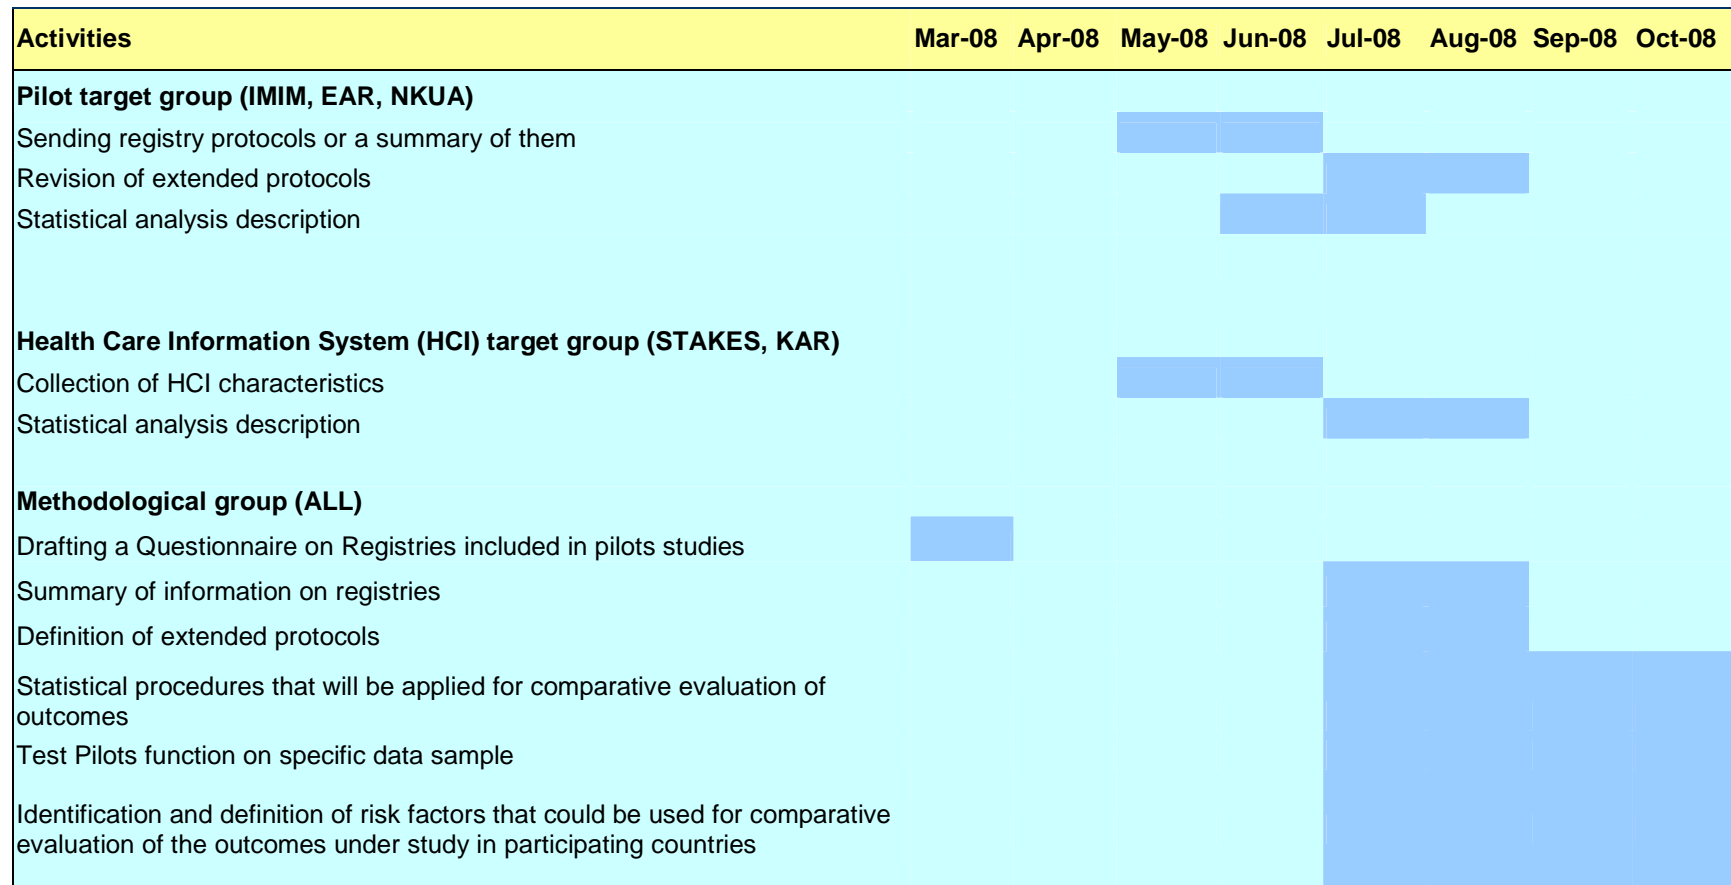 Activities Mar-08 Apr-08 May-08 Jun-08 Jul-08 Aug-08 Sep-08 Oct-08
Pilot target group (IMIM, EAR, NKUA)
Sending registry protocols or a summary of them
Revision of extended protocols
Statistical analysis description
Health Care Information System (HCI) target group (STAKES, KAR)
Collection of HCI characteristics
Statistical analysis description
Methodological group (ALL)
Drafting a Questionnaire on Registries included in pilots studies
Summary of information on registries
Definition of extended protocols
Statistical procedures that will be applied for comparative evaluation of
outcomes
Test Pilots function on specific data sample
Identification and definition of risk factors that could be used for comparative
evaluation of the outcomes under study in participating countries